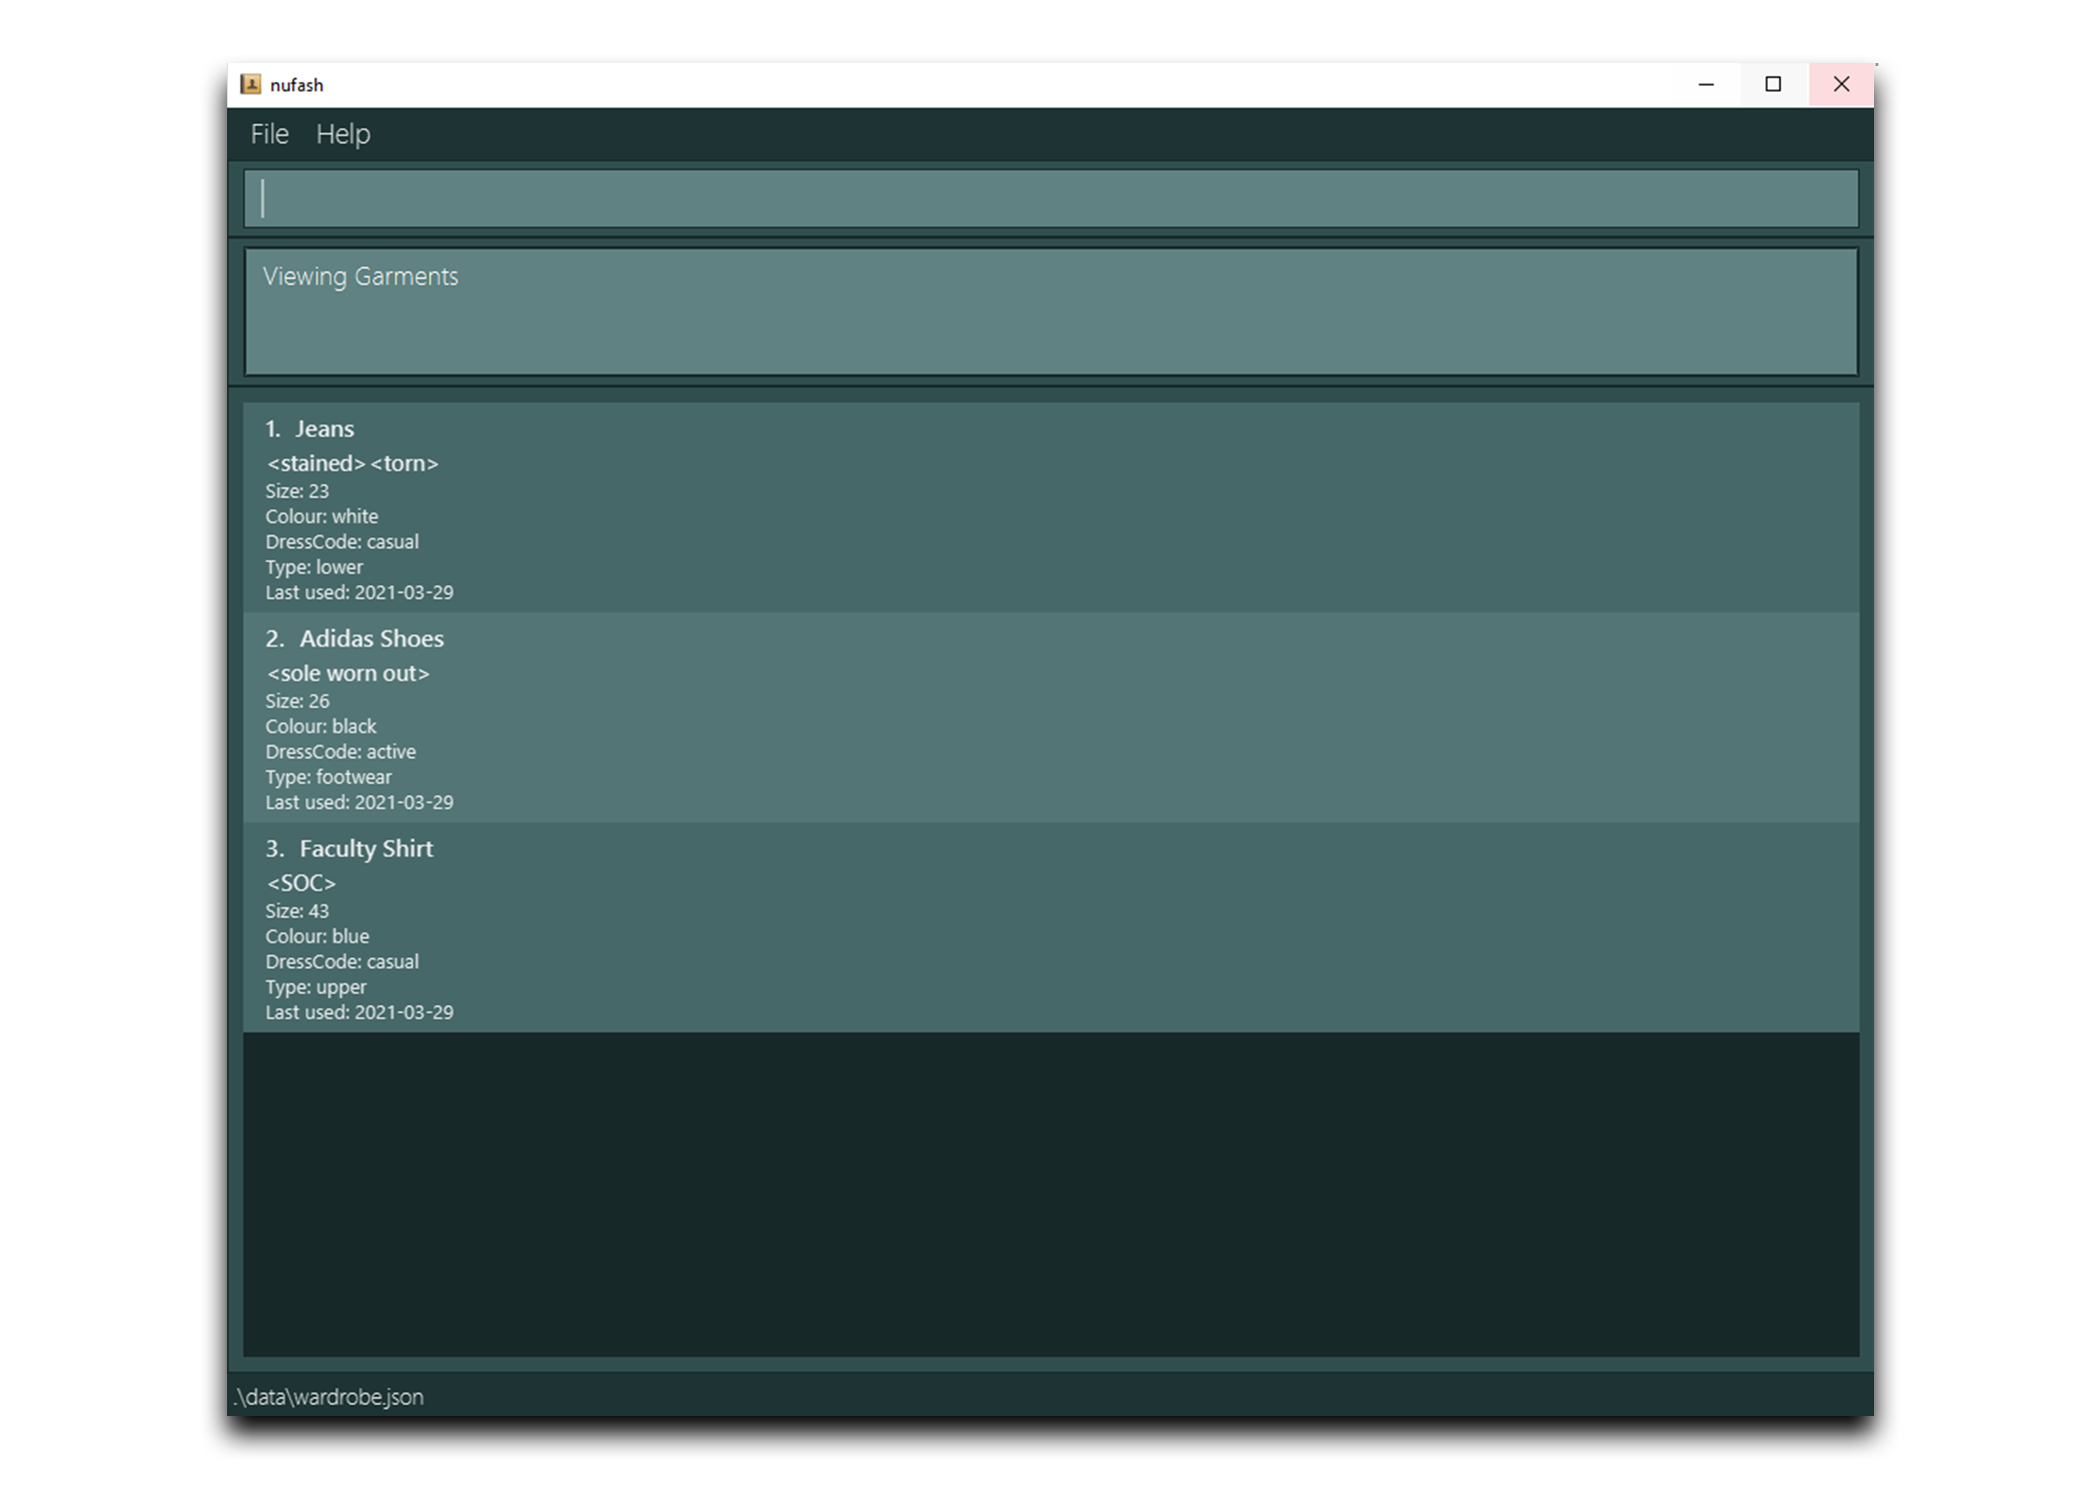 nufash
File Help
Viewing Garments
1. Jeans
<stained> <torn>
Size: 23
Colour: white
DressCode: casual
Type: lower
Last used: 2021-03-29
2. Adidas Shoes
<sole worn out>
Size: 26
Colour: black
DressCode: active
Type: footwear
Last used: 2021-03-29
3. Faculty Shirt
<SOC>
Size: 43
Colour: blue
DressCode: casual
Type: upper
Last used: 2021-03-29
.\data\wardrobe.json